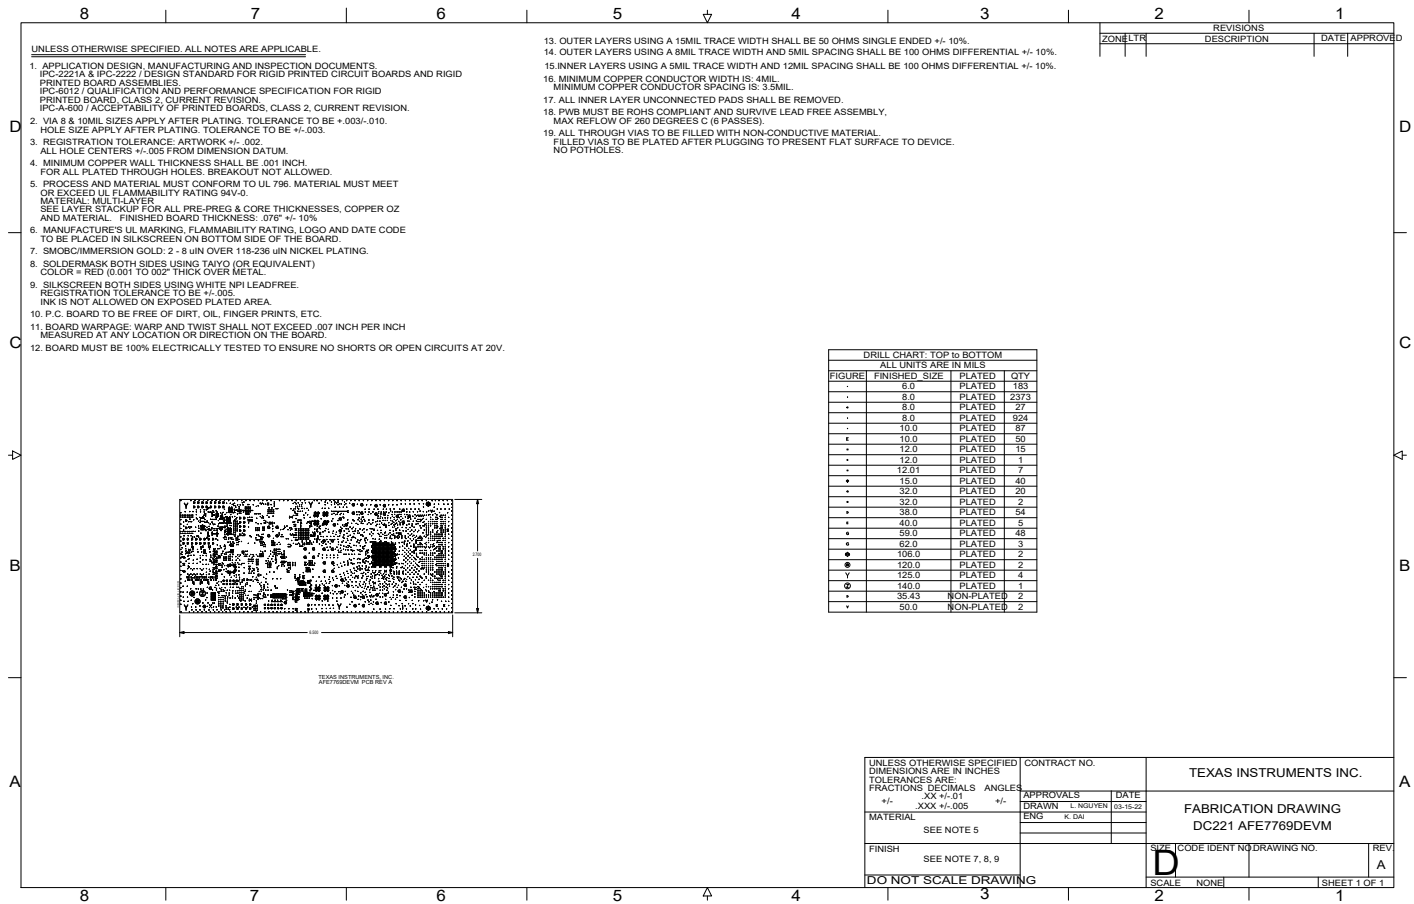 8 7 6 5 4 3 2 1
REVISIONS
ZONE LTR DESCRIPTION DATE APPROVED
UNLESS OTHERWISE SPECIFIED. ALL NOTES ARE APPLICABLE.
1. APPLICATION DESIGN, MANUFACTURING AND INSPECTION DOCUMENTS.
IPC-2221A & IPC-2222 / DESIGN STANDARD FOR RIGID PRINTED CIRCUIT BOARDS AND RIGID
PRINTED BOARD ASSEMBLIES.
IPC-6012 / QUALIFICATION AND PERFORMANCE SPECIFICATION FOR RIGID
PRINTED BOARD, CLASS 2, CURRENT REVISION.
IPC-A-600 / ACCEPTABILITY OF PRINTED BOARDS, CLASS 2, CURRENT REVISION.
2. VIA 8 & 10MIL SIZES APPLY AFTER PLATING. TOLERANCE TO BE +.003/-.010.
HOLE SIZE APPLY AFTER PLATING. TOLERANCE TO BE +/-.003.
3. REGISTRATION TOLERANCE: ARTWORK +/- .002.
ALL HOLE CENTERS +/-.005 FROM DIMENSION DATUM.
4. MINIMUM COPPER WALL THICKNESS SHALL BE .001 INCH.
FOR ALL PLATED THROUGH HOLES. BREAKOUT NOT ALLOWED.
5. PROCESS AND MATERIAL MUST CONFORM TO UL 796. MATERIAL MUST MEET
OR EXCEED UL FLAMMABILITY RATING 94V-0.
MATERIAL: MULTI-LAYER
SEE LAYER STACKUP FOR ALL PRE-PREG & CORE THICKNESSES, COPPER OZ
AND MATERIAL. FINISHED BOARD THICKNESS: .076" +/- 10%
6. MANUFACTURE'S UL MARKING, FLAMMABILITY RATING, LOGO AND DATE CODE
TO BE PLACED IN SILKSCREEN ON BOTTOM SIDE OF THE BOARD.
7. SMOBC/IMMERSION GOLD: 2 - 8 uIN OVER 118-236 uIN NICKEL PLATING.
8. SOLDERMASK BOTH SIDES USING TAIYO (OR EQUIVALENT)
COLOR = RED (0.001 TO 002" THICK OVER METAL.
9. SILKSCREEN BOTH SIDES USING WHITE NPI LEADFREE.
REGISTRATION TOLERANCE TO BE +/-.005.
INK IS NOT ALLOWED ON EXPOSED PLATED AREA.
10. P.C. BOARD TO BE FREE OF DIRT, OIL, FINGER PRINTS, ETC.
11. BOARD WARPAGE: WARP AND TWIST SHALL NOT EXCEED .007 INCH PER INCH
MEASURED AT ANY LOCATION OR DIRECTION ON THE BOARD.
12. BOARD MUST BE 100% ELECTRICALLY TESTED TO ENSURE NO SHORTS OR OPEN CIRCUITS AT 20V.
13. OUTER LAYERS USING A 15MIL TRACE WIDTH SHALL BE 50 OHMS SINGLE ENDED +/- 10%.
14. OUTER LAYERS USING A 8MIL TRACE WIDTH AND 5MIL SPACING SHALL BE 100 OHMS DIFFERENTIAL +/- 10%.
15.INNER LAYERS USING A 5MIL TRACE WIDTH AND 12MIL SPACING SHALL BE 100 OHMS DIFFERENTIAL +/- 10%.
16. MINIMUM COPPER CONDUCTOR WIDTH IS: 4MIL.
MINIMUM COPPER CONDUCTOR SPACING IS: 3.5MIL.
17. ALL INNER LAYER UNCONNECTED PADS SHALL BE REMOVED.
18. PWB MUST BE ROHS COMPLIANT AND SURVIVE LEAD FREE ASSEMBLY,
MAX REFLOW OF 260 DEGREES C (6 PASSES).
19. ALL THROUGH VIAS TO BE FILLED WITH NON-CONDUCTIVE MATERIAL.
FILLED VIAS TO BE PLATED AFTER PLUGGING TO PRESENT FLAT SURFACE TO DEVICE.
NO POTHOLES.
D D
C C
DRILL CHART: TOP to BOTTOM
ALL UNITS ARE IN MILS
FIGURE FINISHED_SIZE PLATED QTY
6.0 PLATED 183
8.0 PLATED 2373
8.0 PLATED 27
8.0 PLATED 924
10.0 PLATED 87
E 10.0 PLATED 50
12.0 PLATED 15
12.0 PLATED 1
12.01 PLATED 7
15.0 PLATED 40
32.0 PLATED 20
32.0 PLATED 2
38.0 PLATED 54
40.0 PLATED 5
59.0 PLATED 48
62.0 PLATED 3
106.0 PLATED 2
120.0 PLATED 2
Y 125.0 PLATED 4
Z 140.0 PLATED 1
35.43 NON-PLATED 2
50.0 NON-PLATED 2
B B
TEXAS INSTRUMENTS, INC.
AFE7769DEVM PCB REV A
A A
UNLESS OTHERWISE SPECIFIED
DIMENSIONS ARE IN INCHES
TOLERANCES ARE:
FRACTIONS DECIMALS ANGLES
+/- .XX +/-.01 +/-
.XXX +/-.005
MATERIAL
SEE NOTE 5
FINISH
SEE NOTE 7, 8, 9
DO NOT SCALE DRAWING
CONTRACT NO.
APPROVALS DATE
DRAWN L. NGUYEN 03-15-22
ENG K. DAI
TEXAS INSTRUMENTS INC.
FABRICATION DRAWING
DC221 AFE7769DEVM
SIZE CODE IDENT NO DRAWING NO. REV.
D A
SCALE NONE SHEET 1 OF 1
8 7 6 5 4 3 2 1